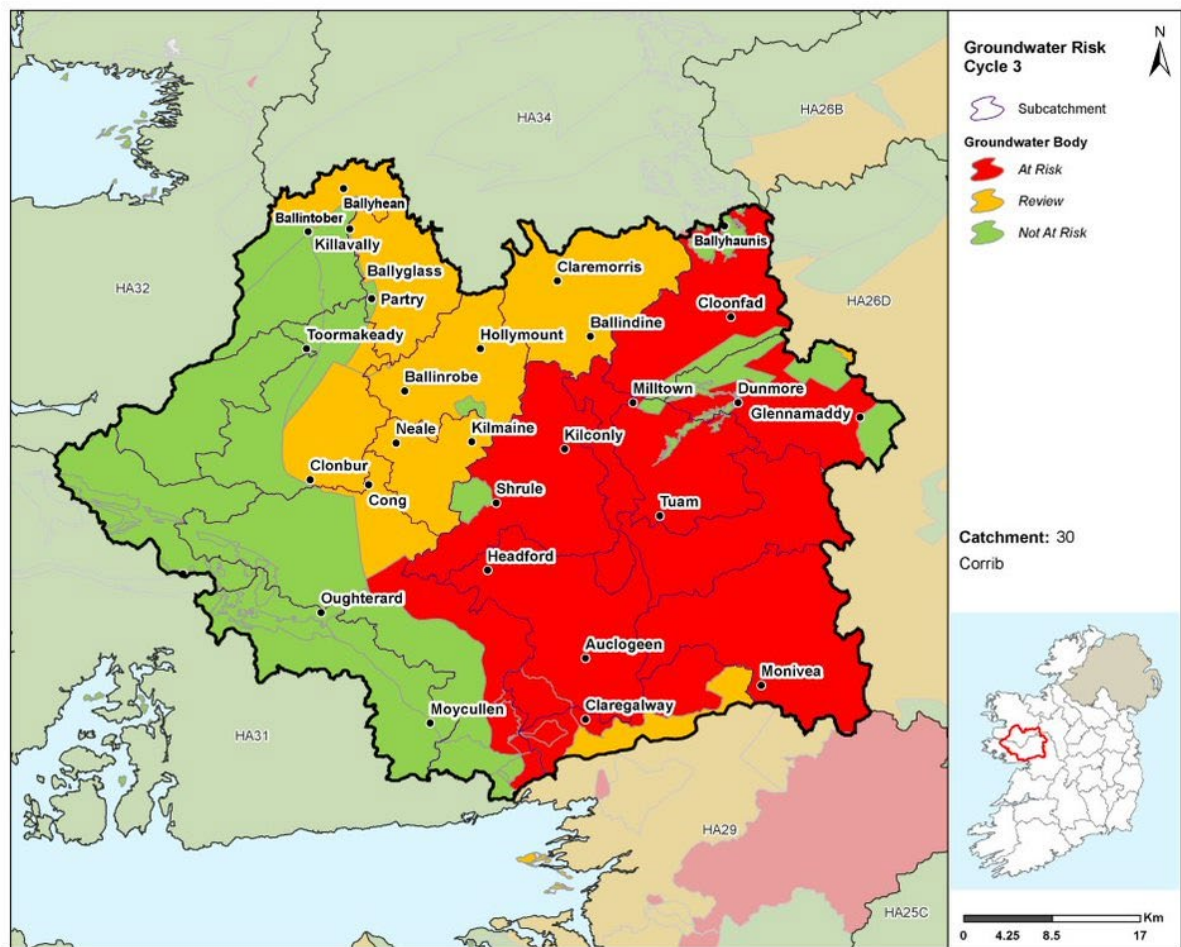 HA34
HA26B
Ballyhean
Ballintober
Killavally
Ballyhaunis
Ballyglass
Claremorris
HA32
HA26D
Partry
Cloonfad
Toormakeady
Hollymount
Ballindine
Ballinrobe
Milltown
Dunmore
Glennamaddy
Neale
Kilmaine
Kilconly
Clonbur
Cong
Shrule
Tuam
Headford
Oughterard
Auclogeen
Monivea
Moycullen
Claregalway
HA31
HA29
HA25C
Groundwater Risk
Cycle 3
N
Subcatchment
Groundwater Body
At Risk
Review
Not At Risk
Catchment: 30
Corrib
Km
0 4.25 8.5 17